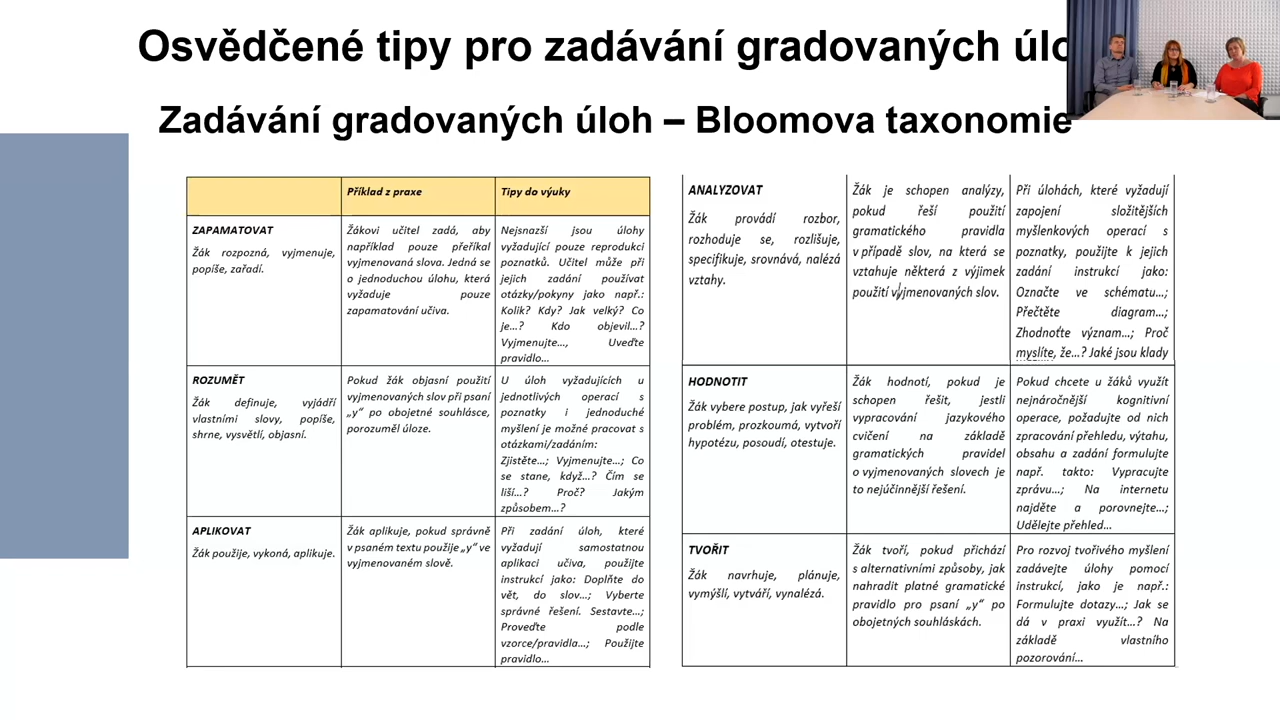 Osvědčené tipy pro zadávání gradovaných
Zadávání gradovaných úloh – Bloomova taxonomie
Příklad z praxe
Tipy do výuky
ZAPAMATOVAT
Žák rozpozná, vyjmenuje,
popíše, zařadí.
Žákovi učitel zadá, aby
například pouze přeříkal
vyjmenovaná slova. Jedná se
o jednoduchou úlohu, která
vyžaduje pouze
zapamatování učiva.
Nejsnazší jsou úlohy
vyžadující pouze reprodukci
poznatků. Učitel může při
jejich zadání používat
otázky/pokyny jako např.:
Kolik? Kdy? Jak velký? Co
je...? Kdo objevil...?
Vyjmenujte..., Uveďte
pravidlo...
ROZUMĚT
Žák definuje, vyjádří
vlastními slovy, popíše,
shrne, vysvětlí, objasní.
Pokud žák objasní použití
vyjmenovaných slov při psaní
„y" po obojetné souhlásce,
porozuměl úloze.
U úloh vyžadujících u
jednotlivých operací s
poznatky i jednoduché
myšlení je možné pracovat s
otázkami/zadáním:
Zjistěte...; Vyjmenujte...; Co
se stane, když...? Čím se
liší...? Proč? Jakým
způsobem...?
APLIKOVAT
Žák použije, vykoná, aplikuje.
Žák aplikuje, pokud správně
v psaném textu použije „y" ve
vyjmenovaném slově.
Při zadání úloh, které
vyžadují samostatnou
aplikaci učiva, použijte
instrukcí jako: Doplňte do
vět, do slov...; Vyberte
správné řešení. Sestavte...;
Proveďte podle
vzorce/pravidla...; Použijte
pravidlo...
ANALYZOVAT
Žák provádí rozbor,
rozhoduje se, rozlišuje,
specifikuje, srovnává, nalézá
vztahy.
Žák je schopen analýzy,
pokud řeší použití
gramatického pravidla
v případě slov, na která se
vztahuje některá z výjimek
použití vyjmenovaných slov.
Při úlohách, které vyžadují
zapojení složitějších
myšlenkových operací s
poznatky, použijte k jejich
zadání instrukcí jako:
Označte ve schématu...;
Přečtěte diagram...;
Zhodnoťte význam...; Proč
myslíte, že...? Jaké jsou klady
HODNOTIT
Žák vybere postup, jak vyřeší
problém, prozkoumá, vytvoří
hypotézu, posoudí, otestuje.
Žák hodnotí, pokud je
schopen řešit, jestli
vypracování jazykového
cvičení na základě
gramatických pravidel
o vyjmenovaných slovech je
to nejúčinnější řešení.
Pokud chcete u žáků využít
nejnáročnější kognitivní
operace, požadujte od nich
zpracování přehledu, výtahu,
obsahu a zadání formulujte
např. takto: Vypracujte
zprávu...; Na internetu
najděte a porovnejte...;
Udělejte přehled...
TVOŘIT
Žák navrhuje, plánuje,
vymýšlí, vytváří, vynalézá.
Žák tvoří, pokud přichází
s alternativními způsoby, jak
nahradit platné gramatické
pravidlo pro psaní „y" po
obojetných souhláskách.
Pro rozvoj tvořivého myšlení
zadávejte úlohy pomocí
instrukcí, jako je např.:
Formulujte dotazy...; Jak se
dá v praxi využít...? Na
základě vlastního
pozorování...